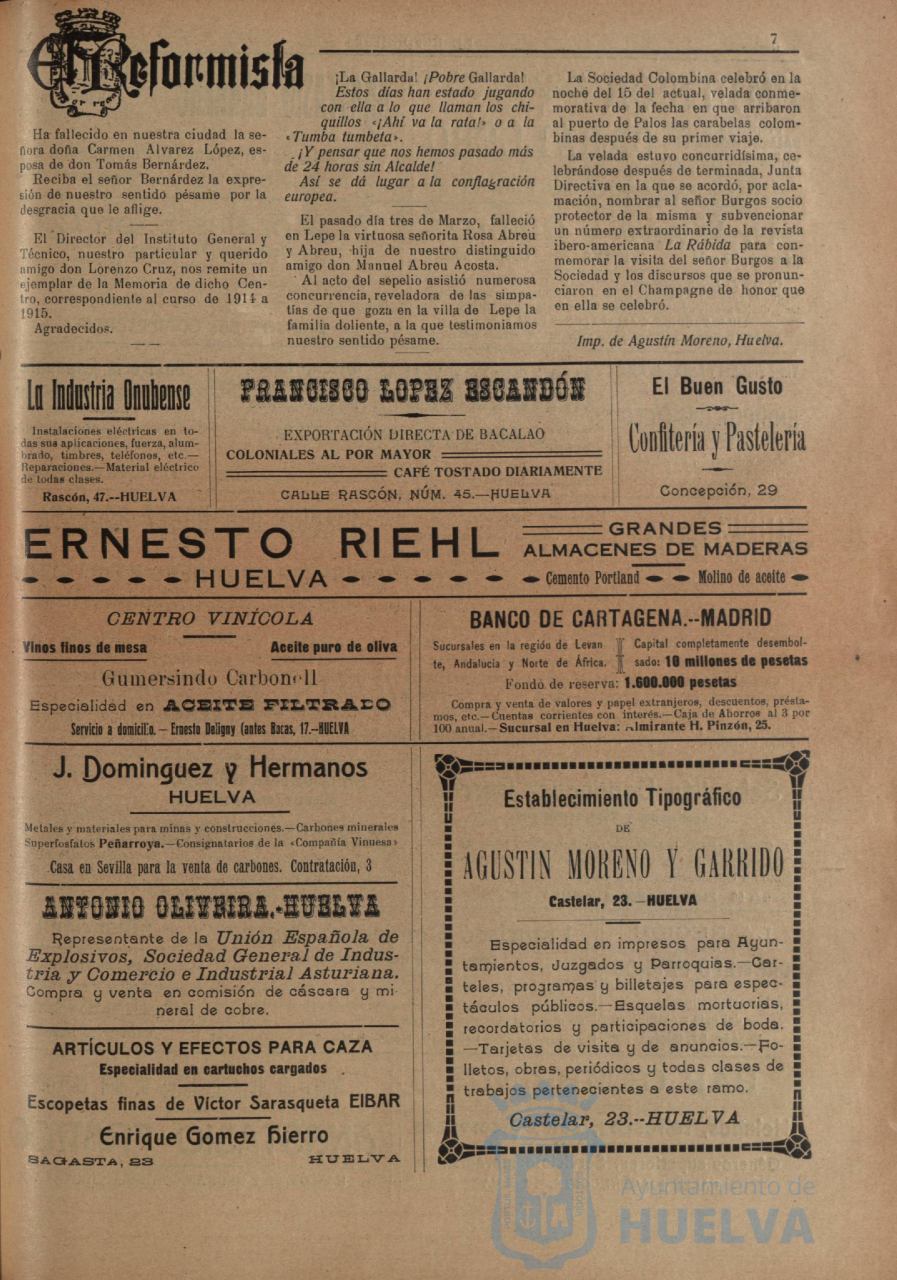 7
El Reformista
Ha fallecido en nuestra ciudad la se-
ñora doña Carmen Alvarez López, es-
posa de don Tomás Bernárdez.
Reciba el señor Bernárdez la expre-
sión de nuestro sentido pésame por la
desgracia que le aflige.
El Director del Instituto General y
Técnico, nuestro particular y querido
amigo don Lorenzo Cruz, nos remite un
ejemplar de la Memoria de dicho Cen-
tro, correspondiente al curso de 1914 a
1915.
Agradecidos.
¡La Gallarda! ¡Pobre Gallarda!
Estos días han estado jugando
con ella a lo que llaman los chi-
quillos «¡Ahí va la rata!» o a la
«Tumba tumbeta».
¡Y pensar que nos hemos pasado más
de 24 horas sin Alcalde!
Así se dá lugar a la conflagración
europea.
El pasado día tres de Marzo, falleció
en Lepe la virtuosa señorita Rosa Abreu
y Abreu, hija de nuestro distinguido
amigo don Manuel Abreu Acosta.
Al acto del sepelio asistió numerosa
concurrencia, reveladora de las simpa-
tías de que goza en la villa de Lepe la
familia doliente, a la que testimoniamos
nuestro sentido pésame.
La Sociedad Colombina celebró en la
noche del 15 del actual, velada conme-
morativa de la fecha en que arribaron
al puerto de Palos las carabelas colom-
binas después de su primer viaje.
La velada estuvo concurridísima, ce-
lebrándose después de terminada, Junta
Directiva en la que se acordó, por acla-
mación, nombrar al señor Burgos socio
protector de la misma y subvencionar
un número extraordinario de la revista
ibero-americana La Rábida para con-
memorar la visita del señor Burgos a la
Sociedad y los discursos que se pronun-
ciaron en el Champagne de honor que
en ella se celebró.
Imp. de Agustín Moreno, Huelva.
La Industria Onubense
Instalaciones eléctricas en to-
das sus aplicaciones, fuerza, alum-
brado, timbres, teléfonos, etc.—
Reparaciones.—Material eléctrico
de todas clases.
Rascón, 47.--HUELVA
FRANCISCO LOPEZ ESCANDÓN
EXPORTACIÓN DIRECTA DE BACALAO
COLONIALES AL POR MAYOR
CAFÉ TOSTADO DIARIAMENTE
CALLE RASCÓN, NÚM. 45.—HUELVA
El Buen Gusto
Confitería y Pastelería
Concepción, 29
ERNESTO RIEHL
HUELVA
GRANDES
ALMACENES DE MADERAS
Cemento Portland
Molino de aceite
CENTRO VINÍCOLA
Vinos finos de mesa Aceite puro de oliva
Gumersindo Carbonell
Especialidad en ACEITE FILTRADO
Servicio a domicilio.—Ernesto Deligny (antes Bacas, 17.--HUELVA
BANCO DE CARTAGENA.--MADRID
Sucursales en la región de Levan
te, Andalucia y Norte de África.
Capital completamente desembol-
sado: 10 millones de pesetas
Fondo de reserva: 1.600.000 pesetas
Compra y venta de valores y papel extranjeros, descuentos, présta-
mos, etc.—Cuentas corrientes con interés.—Caja de Ahorros al 3 por
100 anual.—Sucursal en Huelva: Almirante H. Pinzón, 25.
J. Dominguez y Hermanos
HUELVA
Metales y materiales para minas y construcciones.—Carbones minerales
Superfosfatos Peñarroya.—Consignatarios de la «Compañía Vinuesa»
Casa en Sevilla para la venta de carbones. Contratación, 3
ANTONIO OLIVEIRA.-HUELVA
Representante de la Unión Española de
Explosivos, Sociedad General de Indus-
tria y Comercio e Industrial Asturiana.
Compra y venta en comisión de cáscara y mi
neral de cobre.
ARTÍCULOS Y EFECTOS PARA CAZA
Especialidad en cartuchos cargados
Escopetas finas de Víctor Sarasqueta EIBAR
Enrique Gomez Hierro
SAGASTA, 23 HUELVA
Establecimiento Tipográfico
DE
AGUSTIN MORENO Y GARRIDO
Castelar, 23.—HUELVA
Especialidad en impresos para Ayun-
tamientos, Juzgados y Parroquias.—Car-
teles, programas y billetajes para espec-
táculos públicos.—Esquelas mortuorias,
recordatorios y participaciones de boda.
—Tarjetas de visita y de anuncios.—Fo-
lletos, obras, periódicos y todas clases de
trabajos pertenecientes a este ramo.
Castelar, 23.--HUELVA
Ayuntamiento de
HUELVA